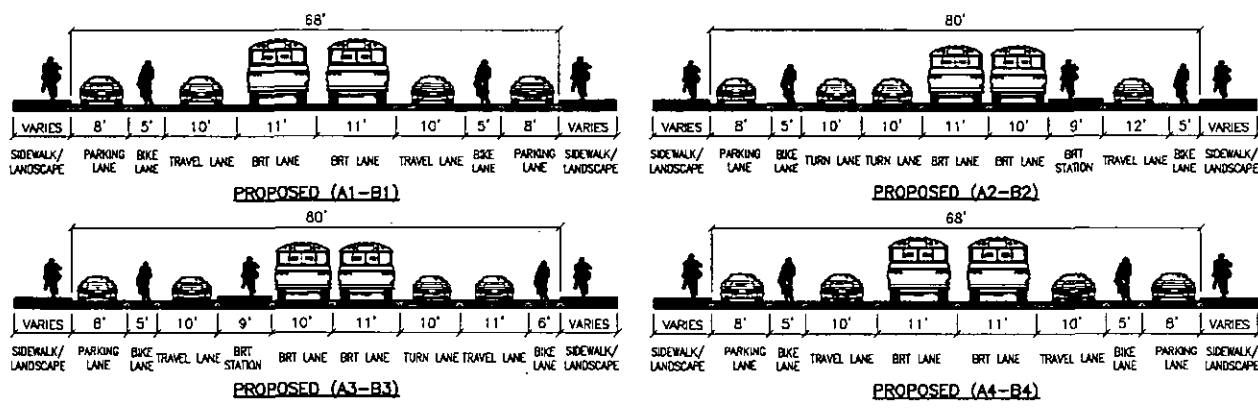 68'
VARIES 8' 5' 10' 11' 11' 10' 5' 8' VARIES
SIDEWALK/ LANDSCAPE PARKING LANE BIKE LANE TRAVEL LANE BRT LANE BRT LANE TRAVEL LANE BIKE LANE PARKING LANE SIDEWALK/ LANDSCAPE
PROPOSED (A1-B1)
80'
VARIES 8' 5' 10' 10' 11' 10' 9' 12' 5' VARIES
SIDEWALK/ LANDSCAPE PARKING LANE BIKE LANE TURN LANE TURN LANE BRT LANE BRT LANE BRT STATION TRAVEL LANE BIKE LANE SIDEWALK/ LANDSCAPE
PROPOSED (A2-B2)
80'
VARIES 8' 5' 10' 9' 10' 11' 10' 11' 6' VARIES
SIDEWALK/ LANDSCAPE PARKING LANE BIKE LANE TRAVEL LANE BRT STATION BRT LANE BRT LANE TURN LANE TRAVEL LANE BIKE LANE SIDEWALK/ LANDSCAPE
PROPOSED (A3-B3)
68'
VARIES 8' 5' 10' 11' 11' 10' 5' 8' VARIES
SIDEWALK/ LANDSCAPE PARKING LANE BIKE LANE TRAVEL LANE BRT LANE BRT LANE TRAVEL LANE BIKE LANE PARKING LANE SIDEWALK/ LANDSCAPE
PROPOSED (A4-B4)